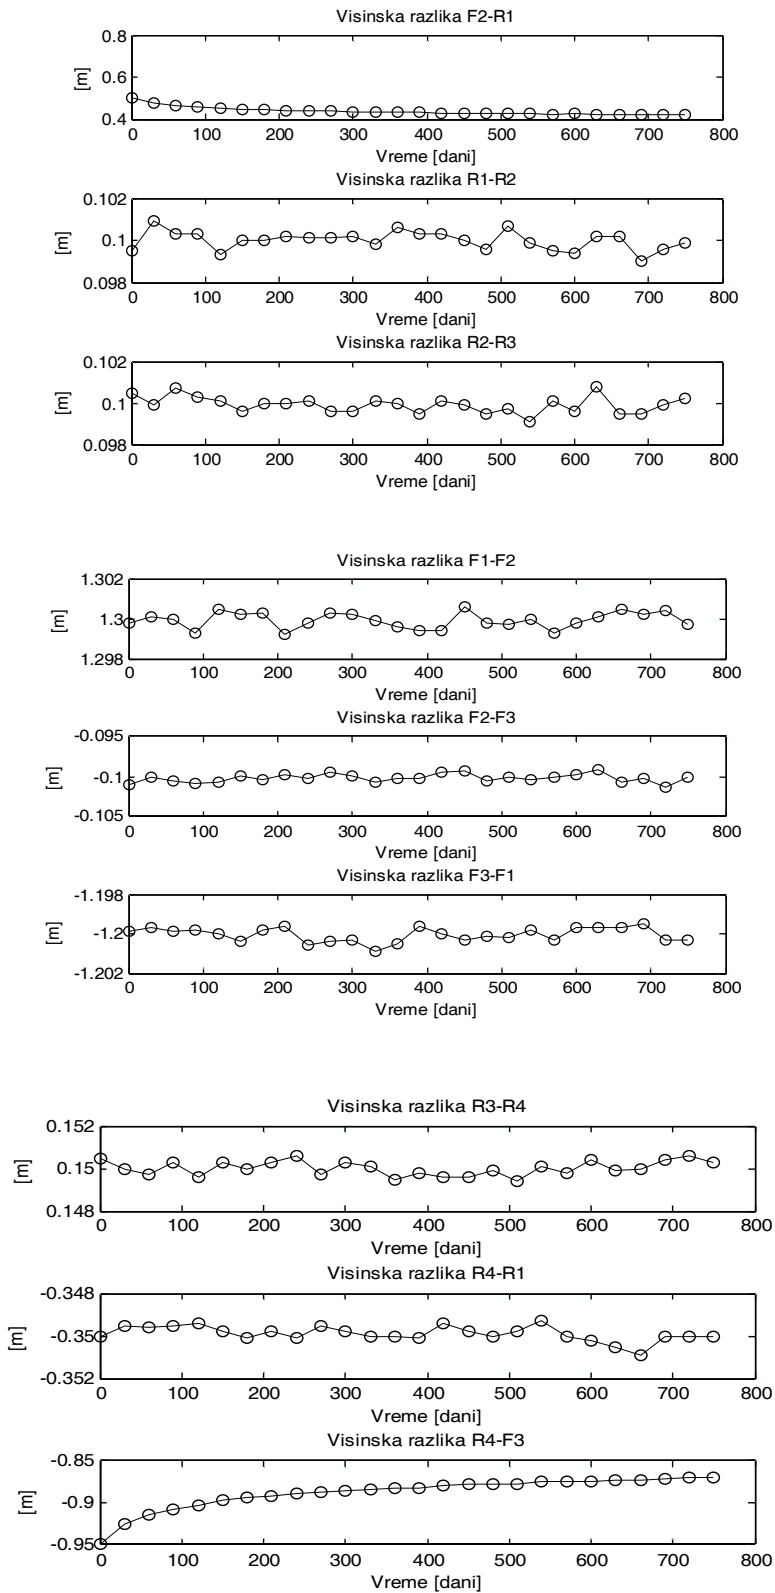 Visinska razlika F2-R1
0.8
[m]
0.6
0.4
0 100 200 300 400 500 600 700 800
Vreme [dani]
Visinska razlika R1-R2
0.102
[m]
0.1
0.098
0 100 200 300 400 500 600 700 800
Vreme [dani]
Visinska razlika R2-R3
0.102
[m]
0.1
0.098
0 100 200 300 400 500 600 700 800
Vreme [dani]
Visinska razlika F1-F2
1.302
[m]
1.3
1.298
0 100 200 300 400 500 600 700 800
Vreme [dani]
Visinska razlika F2-F3
-0.095
[m]
-0.1
-0.105
0 100 200 300 400 500 600 700 800
Vreme [dani]
Visinska razlika F3-F1
-1.198
[m]
-1.20
-1.202
0 100 200 300 400 500 600 700 800
Vreme [dani]
Visinska razlika R3-R4
0.152
[m]
0.150
0.148
0 100 200 300 400 500 600 700 800
Vreme [dani]
Visinska razlika R4-R1
-0.348
[m]
-0.350
-0.352
0 100 200 300 400 500 600 700 800
Vreme [dani]
Visinska razlika R4-F3
-0.85
[m]
-0.9
-0.95
0 100 200 300 400 500 600 700 800
Vreme [dani]